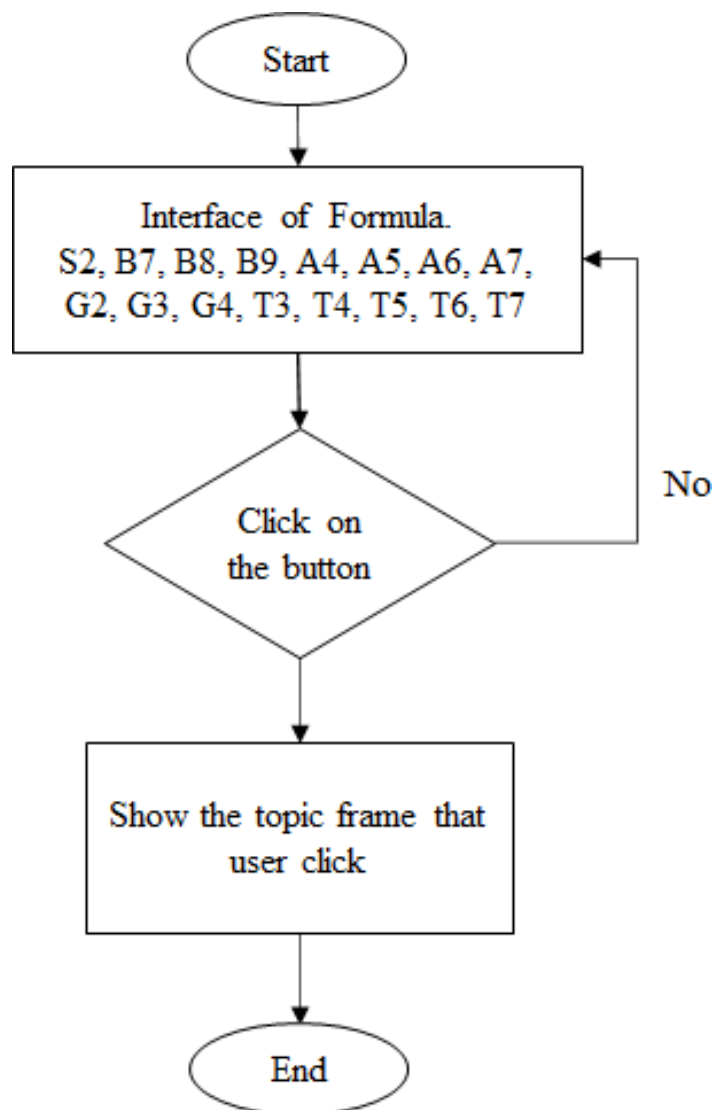 Start
Interface of Formula.
S2, B7, B8, B9, A4, A5, A6, A7,
G2, G3, G4, T3, T4, T5, T6, T7
Click on
the button
No
Show the topic frame that
user click
End